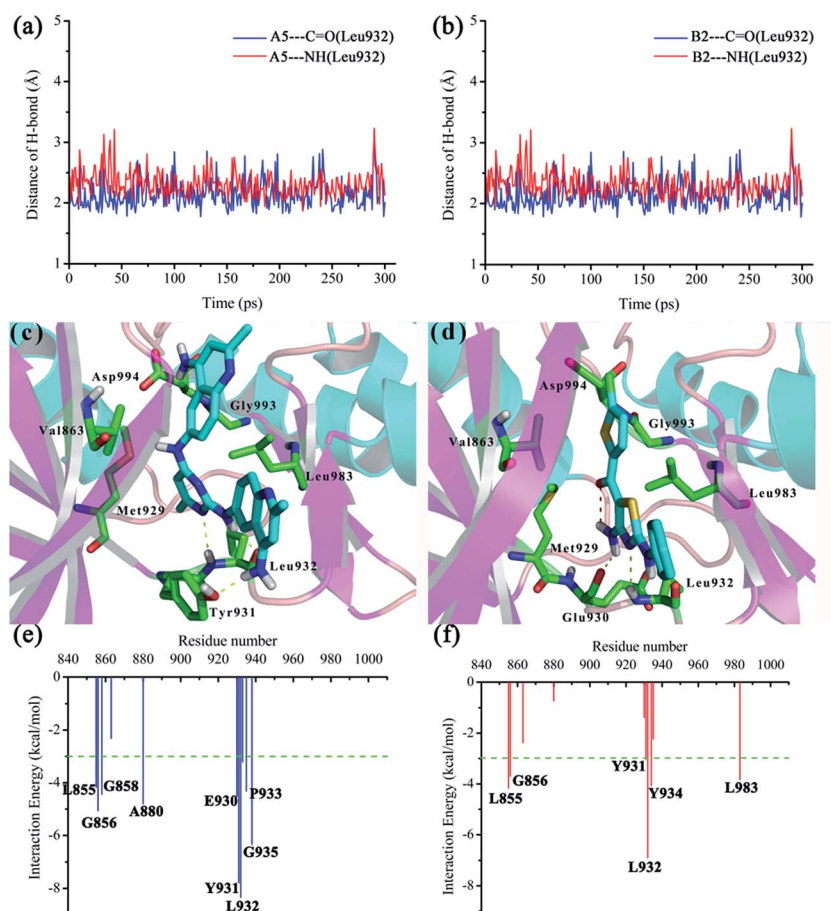 (a)
5
4
3
2
1
Distance of H-bond (Å)
A5---C=O(Leu932)
A5---NH(Leu932)
0 50 100 150 200 250 300
Time (ps)
(b)
5
4
3
2
1
Distance of H-bond (Å)
B2---C=O(Leu932)
B2---NH(Leu932)
0 50 100 150 200 250 300
Time (ps)
(c)
Asp994
Gly993
Val863
Leu983
Met929
Leu932
Tyr931
(d)
Asp994
Gly993
Val863
Leu983
Met929
Leu932
Glu930
(e)
Residue number
840 860 880 900 920 940 960 980 1000
0
-2
-4
-6
-8
Interaction Energy (kcal/mol)
L855
G858
G856
A880
E930
P933
G935
Y931
L932
(f)
Residue number
840 860 880 900 920 940 960 980 1000
0
-2
-4
-6
-8
Interaction Energy (kcal/mol)
Y931
G856
L855
Y934
L983
L932